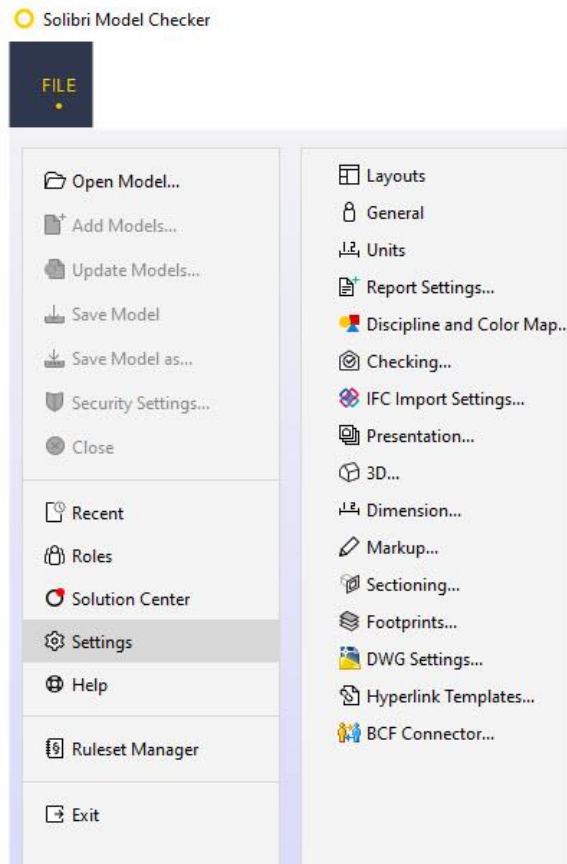 Solibri Model Checker
FILE
Open Model...
Add Models...
Update Models...
Save Model
Save Model as...
Security Settings...
Close
Recent
Roles
Solution Center
Settings
Help
Ruleset Manager
Exit
Layouts
General
1.2, Units
Report Settings...
Discipline and Color Map...
Checking...
IFC Import Settings...
Presentation...
3D...
Dimension...
Markup...
Sectioning...
Footprints...
DWG Settings...
Hyperlink Templates...
BCF Connector...